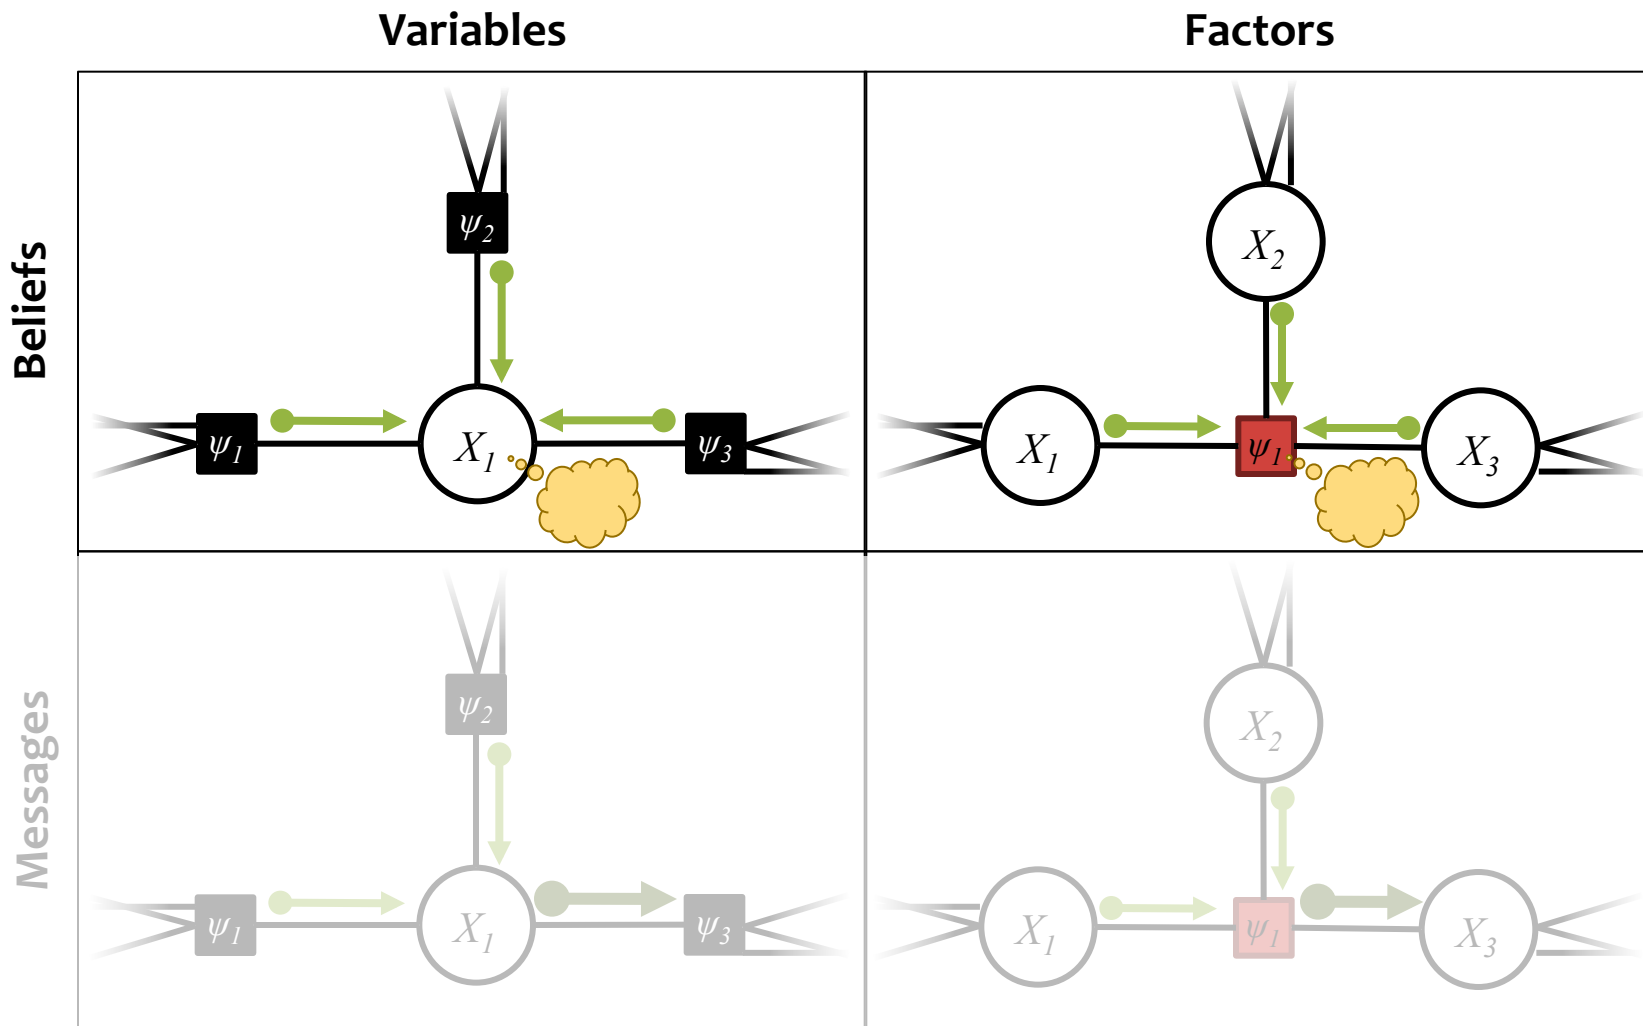 Variables
Factors
Beliefs
ψ2
X1
ψ1
ψ3
X2
X1
ψ1
X3
Messages
ψ2
ψ1
X1
ψ3
X2
X1
ψ1
X3